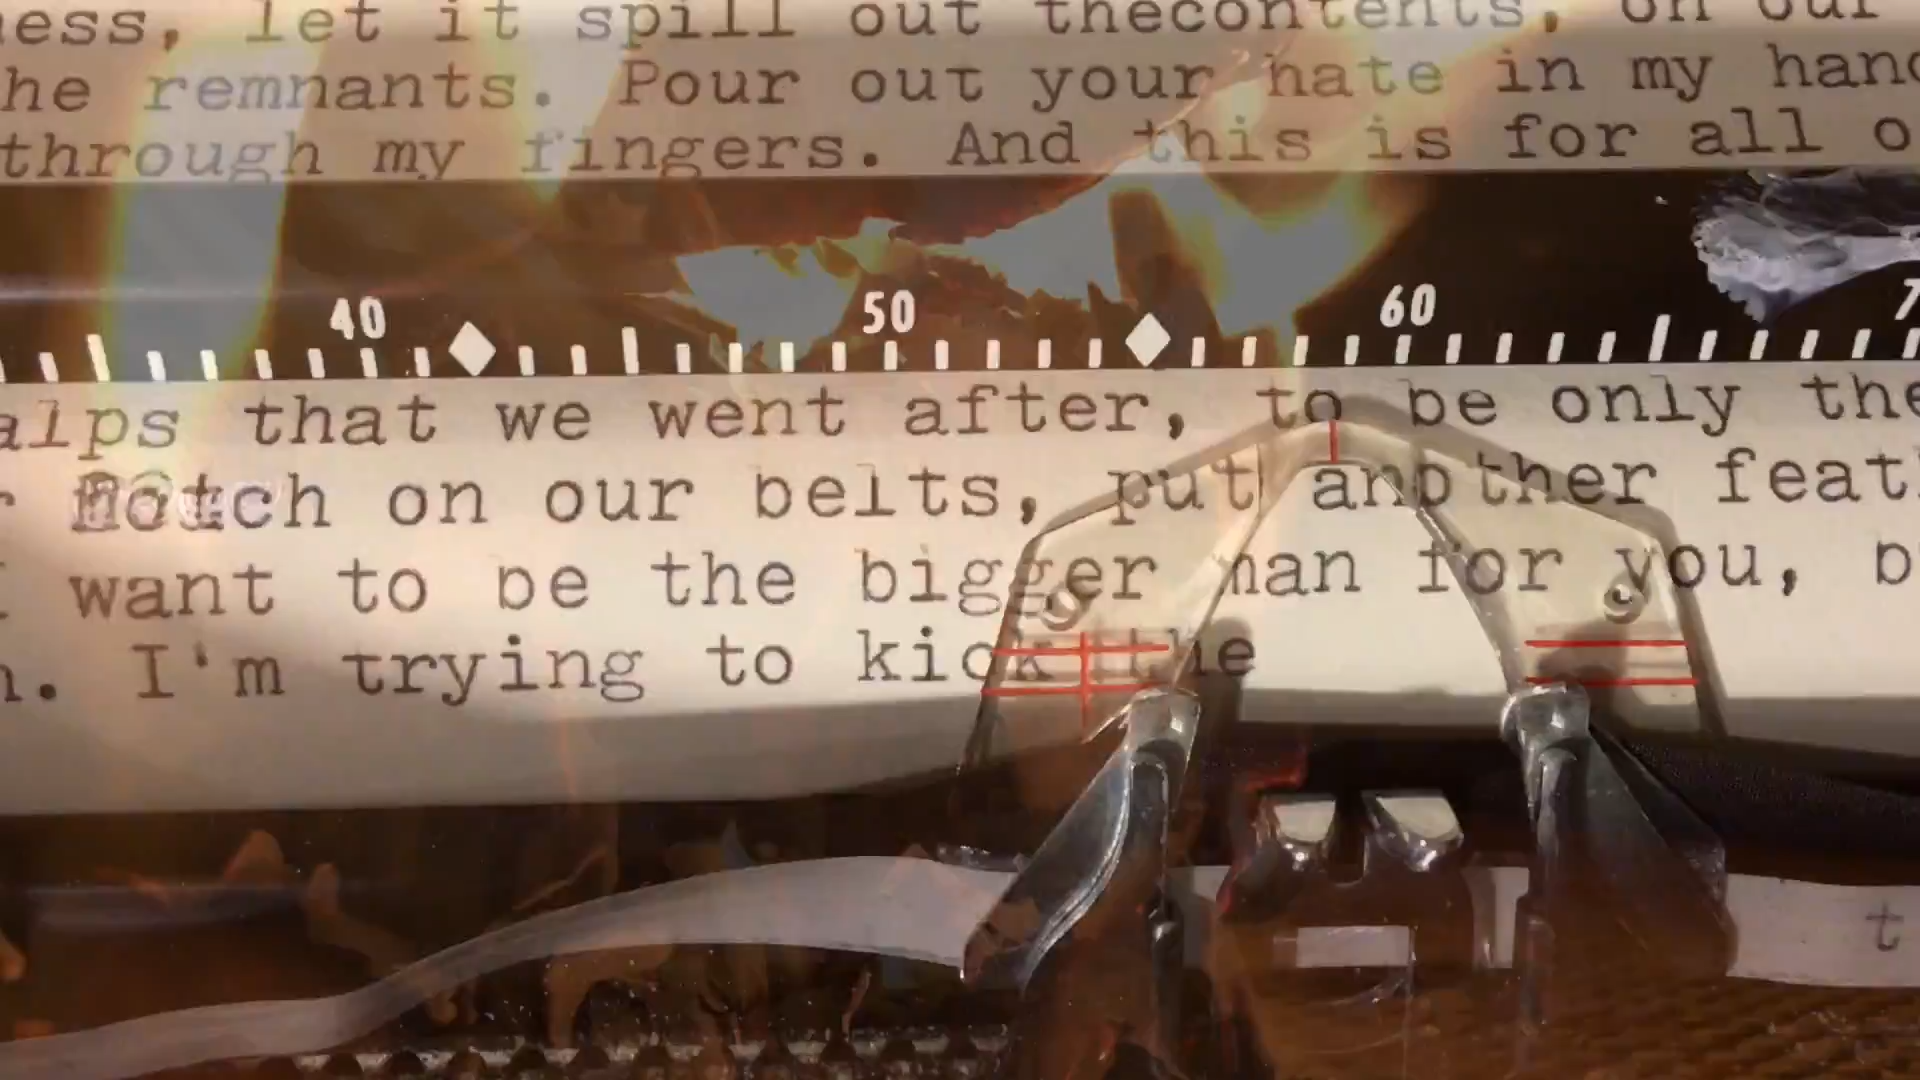 ess, let it spill out thecontents, on our
he remnants. Pour out your hate in my hand
through my fingers. And this is for all o
40 50 60 7
alps that we went after, to be only the
r notch on our belts, put another feat
I want to be the bigger man for you, b
n. I'm trying to kick the
t